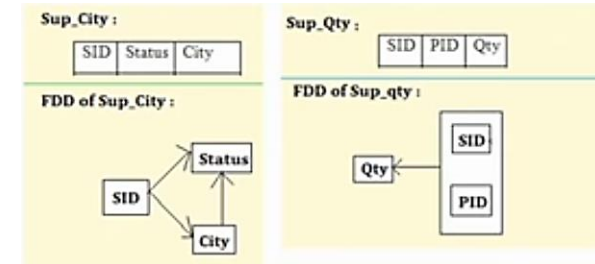 Sup_City :
SID Status City
FDD of Sup_City :
Status
SID
City
Sup_Qty :
SID PID Qty
FDD of Sup_qty :
SID
Qty
PID